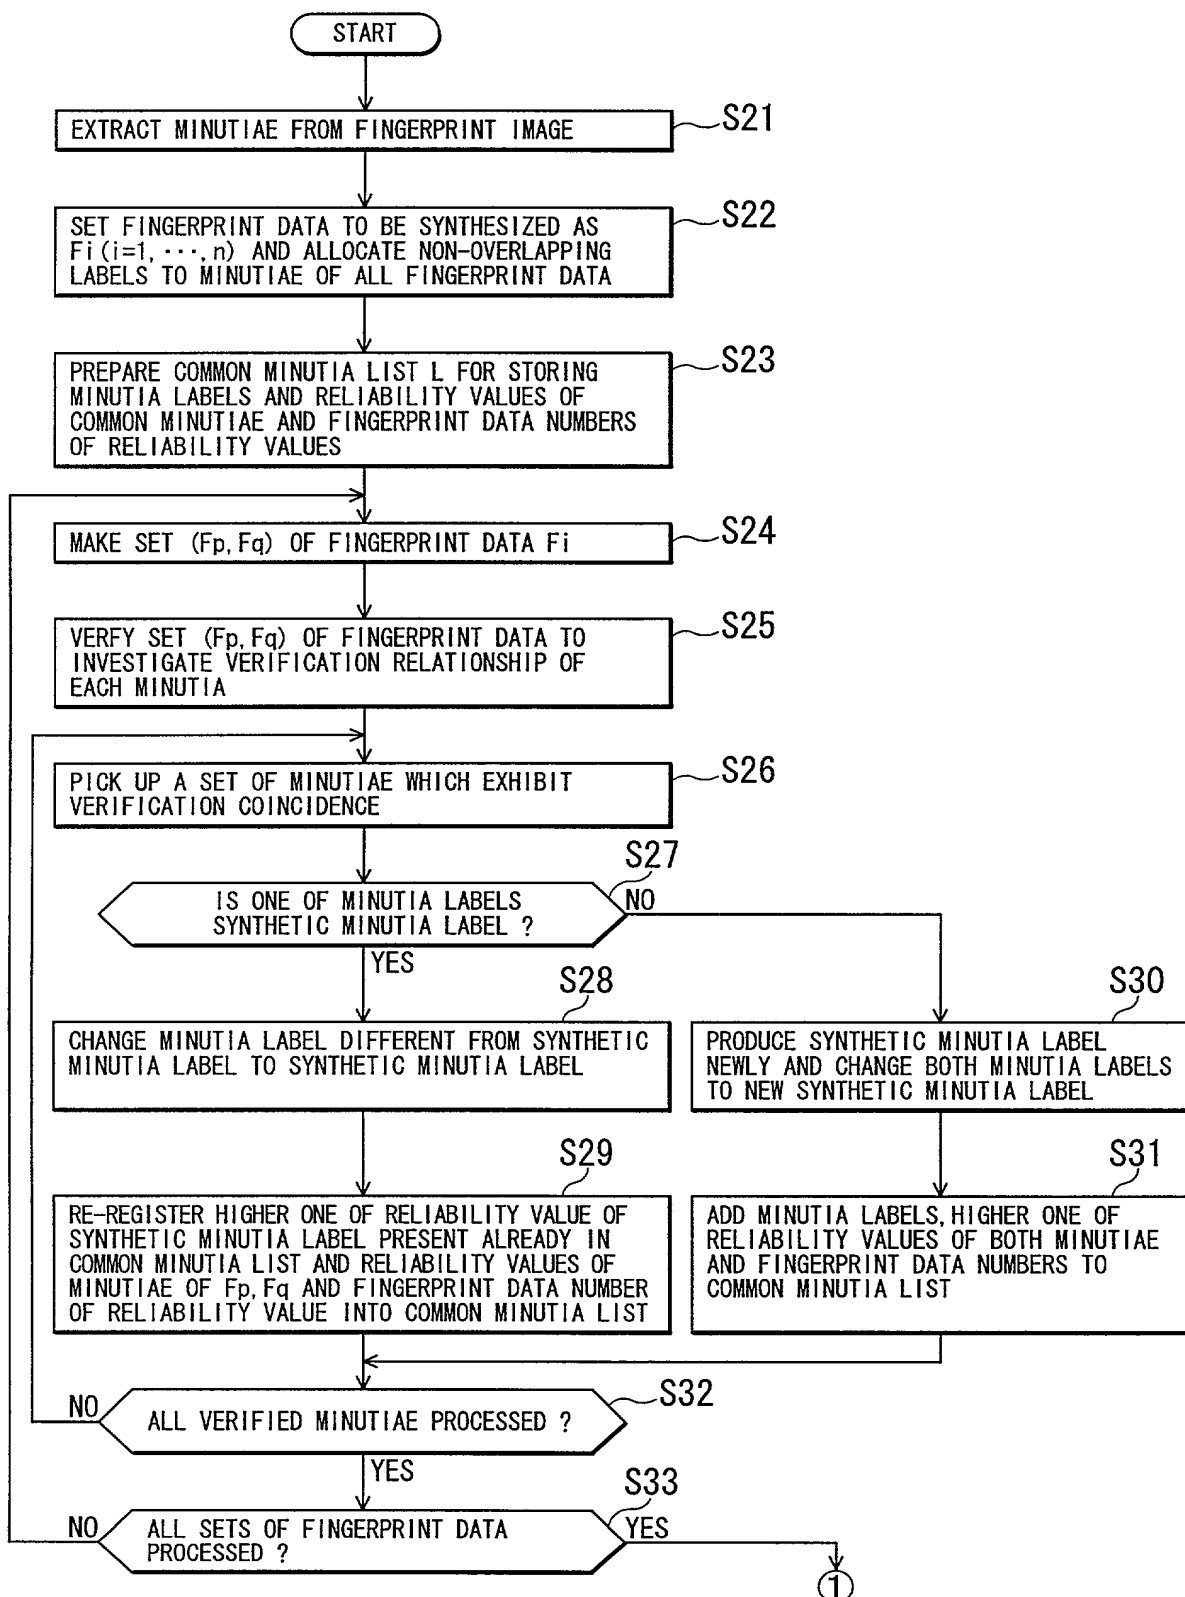 START
EXTRACT MINUTIAE FROM FINGERPRINT IMAGE
S21
SET FINGERPRINT DATA TO BE SYNTHESIZED AS
Fi(i=1, ···, n) AND ALLOCATE NON-OVERLAPPING
LABELS TO MINUTIAE OF ALL FINGERPRINT DATA
S22
PREPARE COMMON MINUTIA LIST L FOR STORING
MINUTIA LABELS AND RELIABILITY VALUES OF
COMMON MINUTIAE AND FINGERPRINT DATA NUMBERS
OF RELIABILITY VALUES
S23
MAKE SET (Fp, Fq) OF FINGERPRINT DATA Fi
S24
VERFY SET (Fp, Fq) OF FINGERPRINT DATA TO
INVESTIGATE VERIFICATION RELATIONSHIP OF
EACH MINUTIA
S25
PICK UP A SET OF MINUTIAE WHICH EXHIBIT
VERIFICATION COINCIDENCE
S26
S27
IS ONE OF MINUTIA LABELS
SYNTHETIC MINUTIA LABEL ?
NO
YES
S28
CHANGE MINUTIA LABEL DIFFERENT FROM SYNTHETIC
MINUTIA LABEL TO SYNTHETIC MINUTIA LABEL
S30
PRODUCE SYNTHETIC MINUTIA LABEL
NEWLY AND CHANGE BOTH MINUTIA LABELS
TO NEW SYNTHETIC MINUTIA LABEL
S29
RE-REGISTER HIGHER ONE OF RELIABILITY VALUE OF
SYNTHETIC MINUTIA LABEL PRESENT ALREADY IN
COMMON MINUTIA LIST AND RELIABILITY VALUES OF
MINUTIAE OF Fp, Fq AND FINGERPRINT DATA NUMBER
OF RELIABILITY VALUE INTO COMMON MINUTIA LIST
S31
ADD MINUTIA LABELS, HIGHER ONE OF
RELIABILITY VALUES OF BOTH MINUTIAE
AND FINGERPRINT DATA NUMBERS TO
COMMON MINUTIA LIST
S32
NO
ALL VERIFIED MINUTIAE PROCESSED ?
YES
S33
NO
ALL SETS OF FINGERPRINT DATA
PROCESSED ?
YES
1